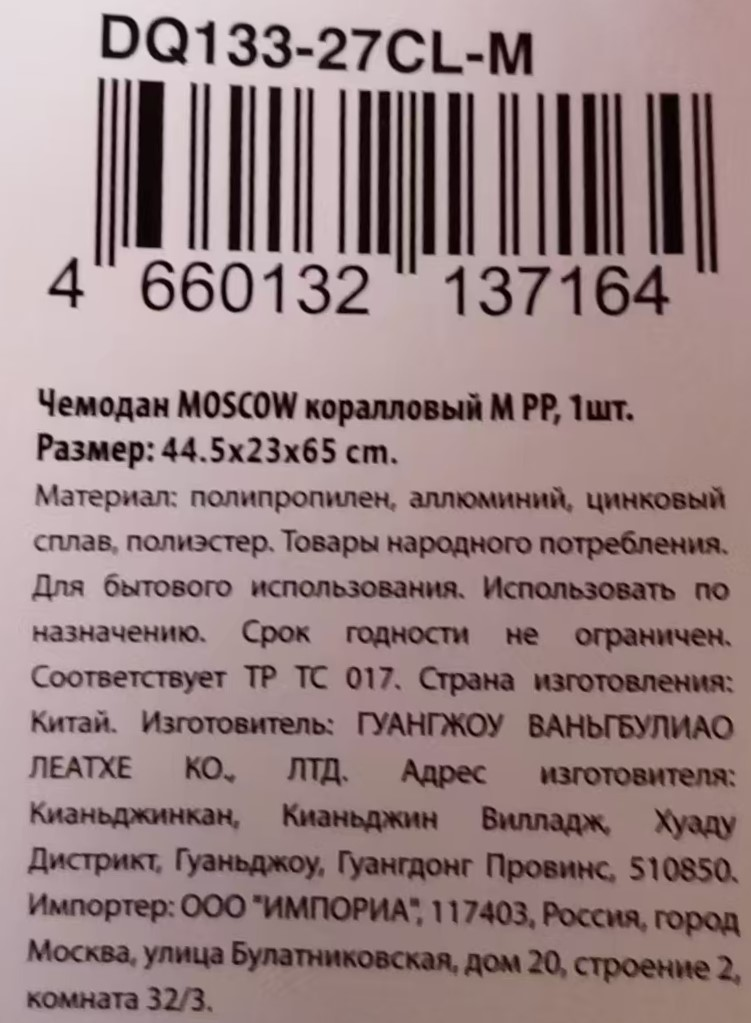 DQ133-27CL-M
4 660132 137164
Чемодан MOSCOW коралловый M PP, 1шт.
Размер: 44.5x23x65 cm.
Материал: полипропилен, аллюминий, цинковый
сплав, полиэстер. Товары народного потребления.
Для бытового использования. Использовать по
назначению. Срок годности не ограничен.
Соответствует ТР ТС 017. Страна изготовления:
Китай. Изготовитель: ГУАНГЖОУ ВАНЬГБУЛИАО
ЛЕАТХЕ КО., ЛТД. Адрес изготовителя:
Кианьджинкан, Кианьджин Вилладж, Хуаду
Дистрикт, Гуаньджоу, Гуангдонг Провинс, 510850.
Импортер: ООО "ИМПОРИА", 117403, Россия, город
Москва, улица Булатниковская, дом 20, строение 2,
комната 32/3.